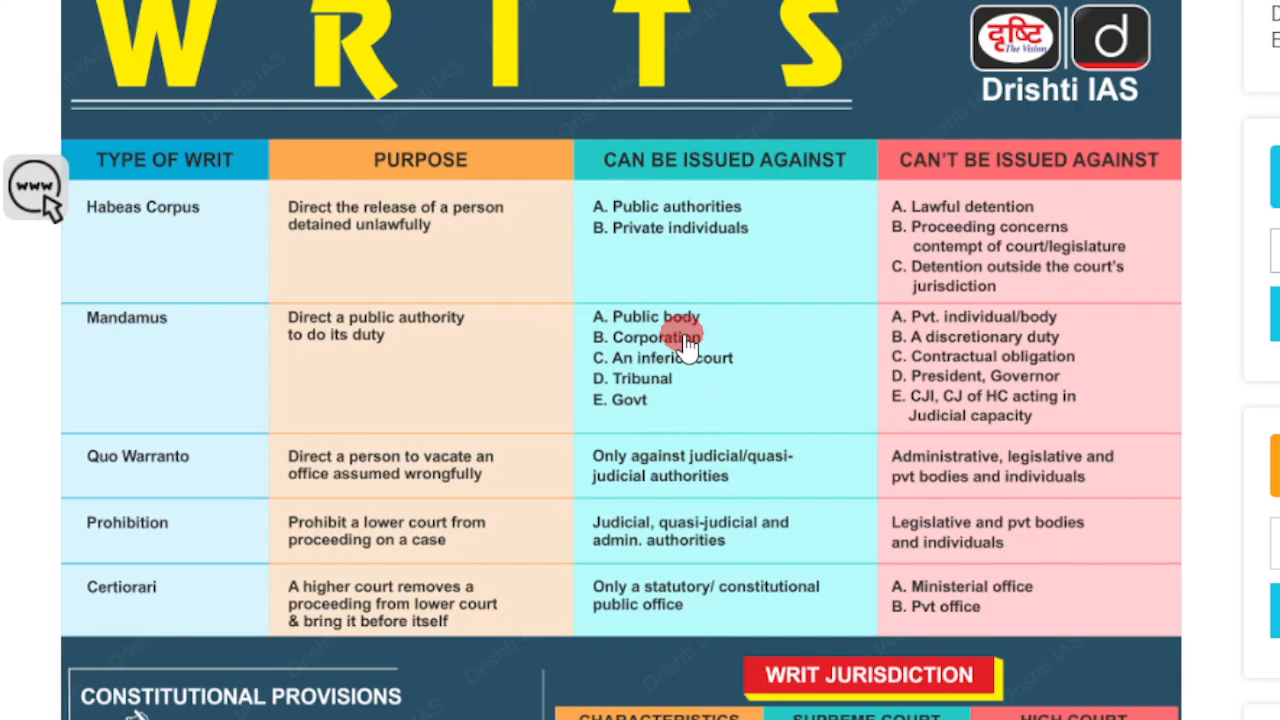 WRITS
दृष्टि
The Vision
d
Drishti IAS
www
TYPE OF WRIT PURPOSE CAN BE ISSUED AGAINST CAN'T BE ISSUED AGAINST
Habeas Corpus
Direct the release of a person
detained unlawfully
A. Public authorities
B. Private individuals
A. Lawful detention
B. Proceeding concerns
contempt of court/legislature
C. Detention outside the court's
jurisdiction
Mandamus
Direct a public authority
to do its duty
A. Public body
B. Corporation
C. An inferior court
D. Tribunal
E. Govt
A. Pvt. individual/body
B. A discretionary duty
C. Contractual obligation
D. President, Governor
E. CJI, CJ of HC acting in
Judicial capacity
Quo Warranto
Direct a person to vacate an
office assumed wrongfully
Only against judicial/quasi-
judicial authorities
Administrative, legislative and
pvt bodies and individuals
Prohibition
Prohibit a lower court from
proceeding on a case
Judicial, quasi-judicial and
admin. authorities
Legislative and pvt bodies
and individuals
Certiorari
A higher court removes a
proceeding from lower court
& bring it before itself
Only a statutory/ constitutional
public office
A. Ministerial office
B. Pvt office
CONSTITUTIONAL PROVISIONS
WRIT JURISDICTION
CHARACTERISTICS SUPREME COURT HIGH COURT